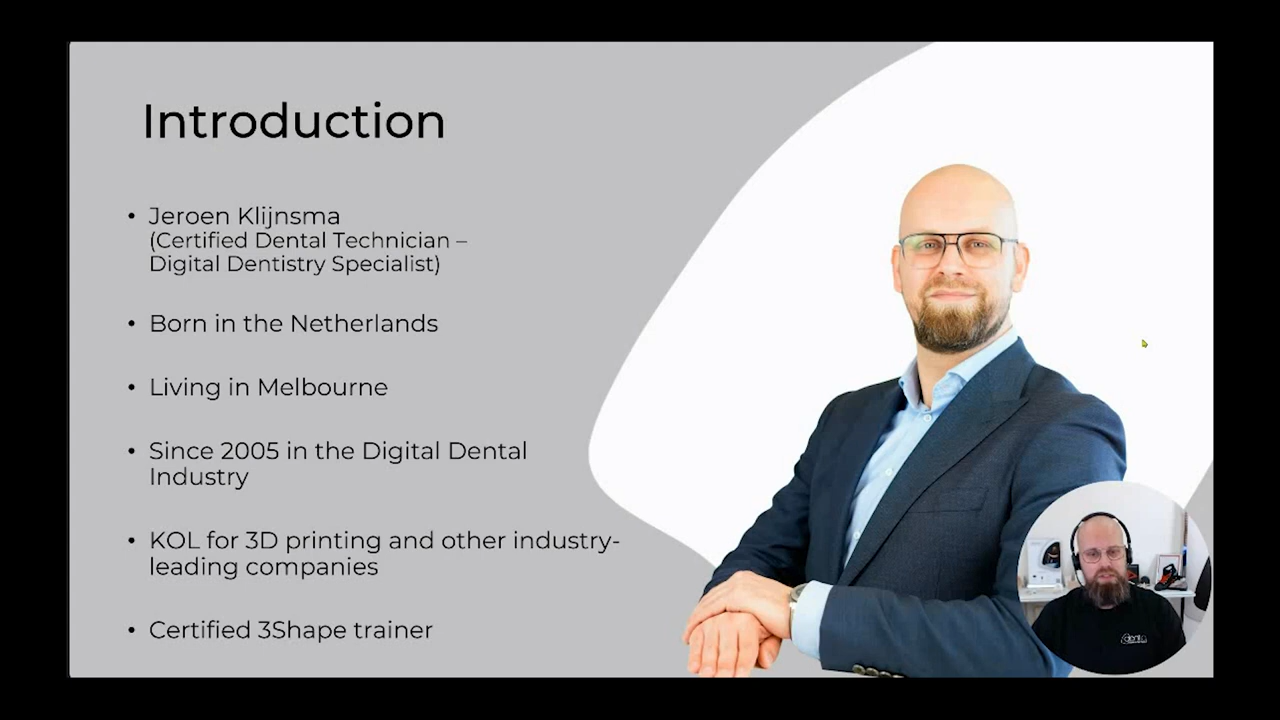 Introduction
• Jeroen Klijnsma
(Certified Dental Technician –
Digital Dentistry Specialist)
• Born in the Netherlands
• Living in Melbourne
• Since 2005 in the Digital Dental
Industry
• KOL for 3D printing and other industry-
leading companies
• Certified 3Shape trainer